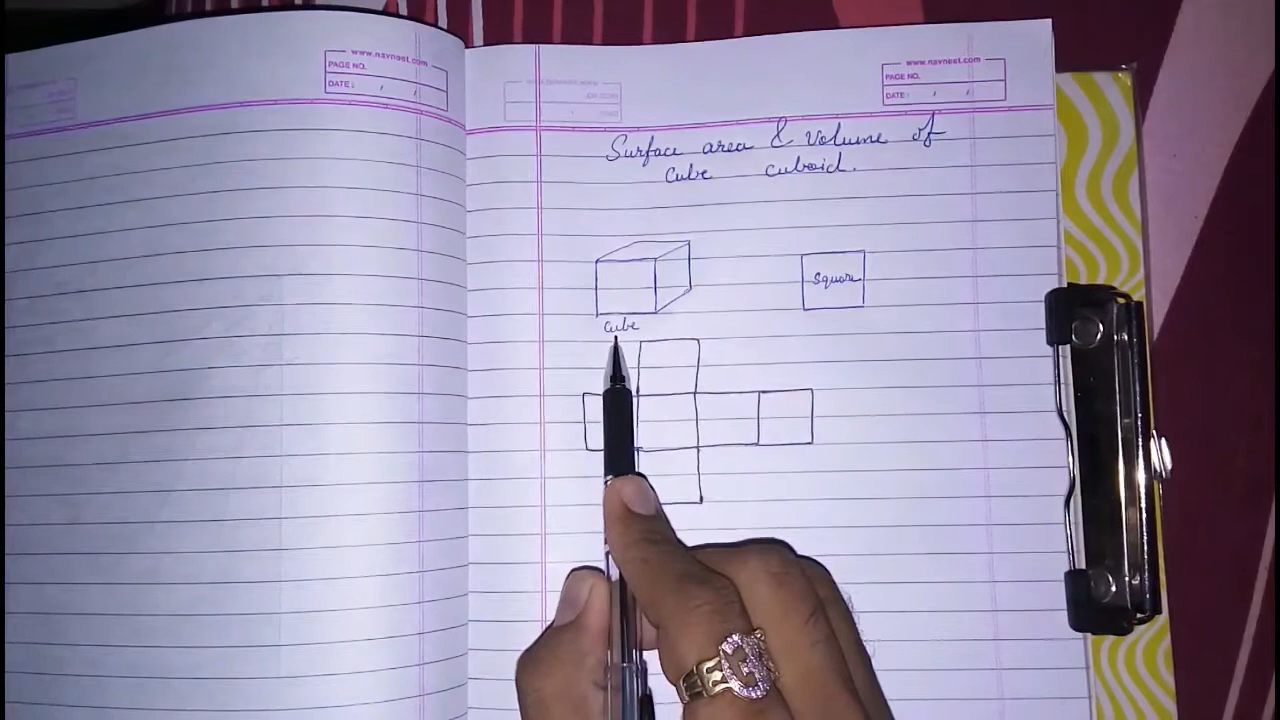 www.navneet.com
PAGE NO.
DATE : / /
www.navneet.com
PAGE NO.
DATE : / /
Surface area & Volume of
Cube cuboid.
Square
Cube